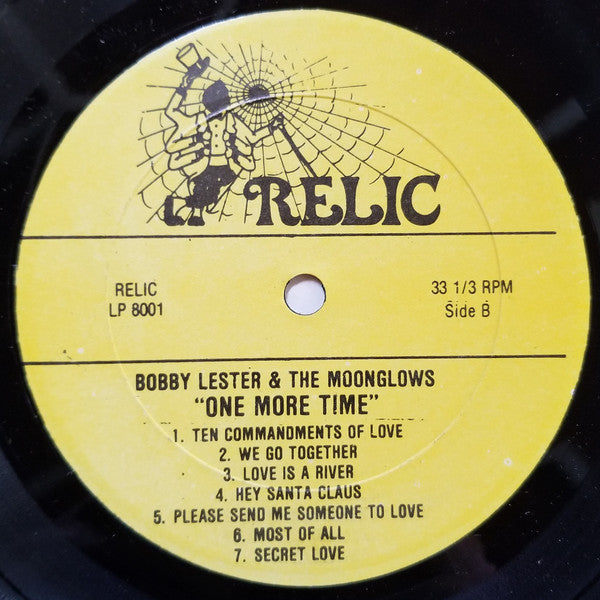 RELIC
RELIC
LP 8001
33 1/3 RPM
Side B
BOBBY LESTER & THE MOONGLOWS
“ONE MORE TIME”
1. TEN COMMANDMENTS OF LOVE
2. WE GO TOGETHER
3. LOVE IS A RIVER
4. HEY SANTA CLAUS
5. PLEASE SEND ME SOMEONE TO LOVE
6. MOST OF ALL
7. SECRET LOVE